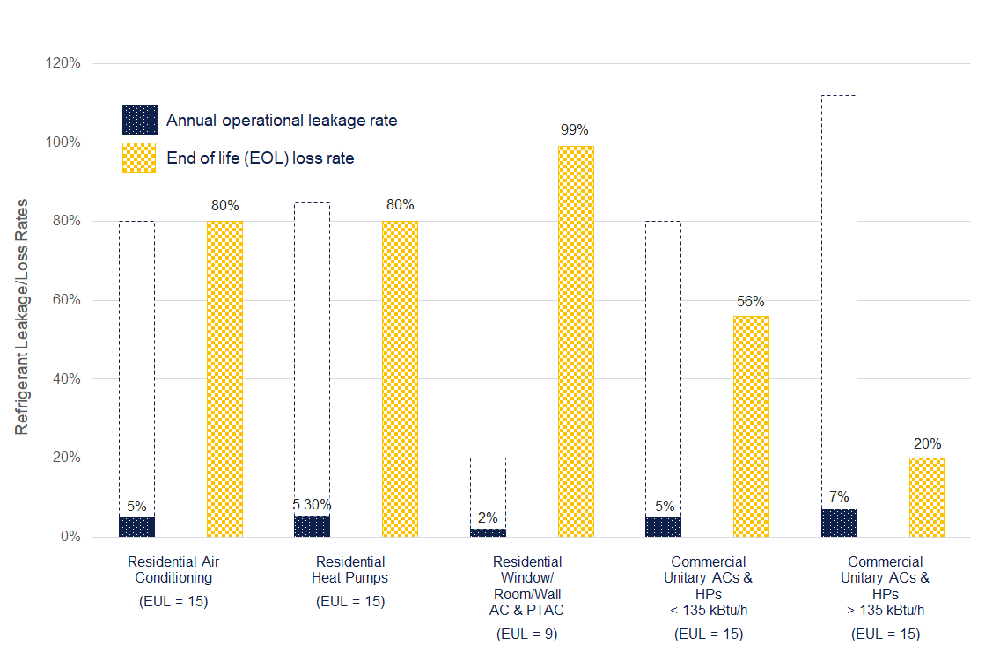 120%
100%
80%
60%
40%
20%
0%
Refrigerant Leakage/Loss Rates
Annual operational leakage rate
End of life (EOL) loss rate
5%
80%
5.30%
80%
2%
99%
5%
56%
7%
20%
Residential Air
Conditioning
(EUL = 15)
Residential
Heat Pumps
(EUL = 15)
Residential
Window/
Room/Wall
AC & PTAC
(EUL = 9)
Commercial
Unitary ACs &
HPs
< 135 kBtu/h
(EUL = 15)
Commercial
Unitary ACs &
HPs
> 135 kBtu/h
(EUL = 15)